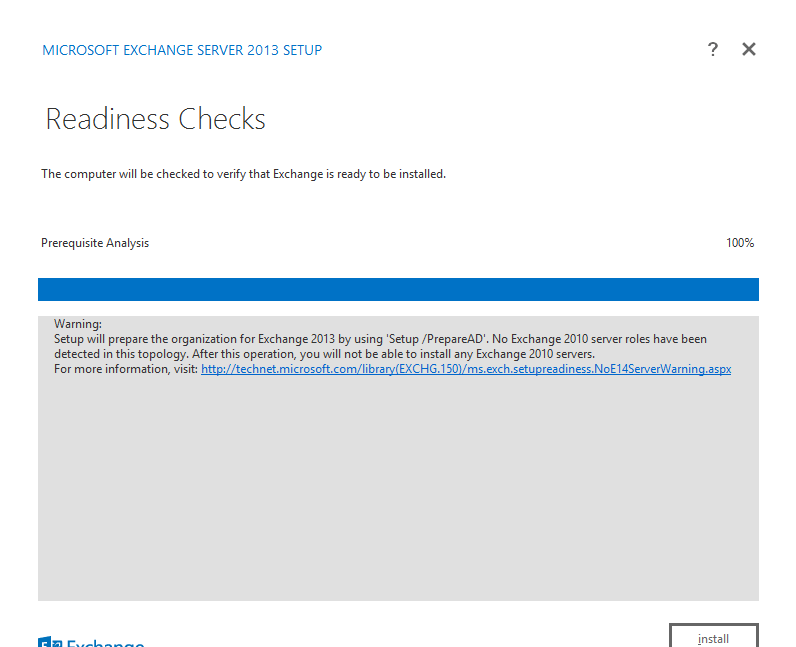 MICROSOFT EXCHANGE SERVER 2013 SETUP
? ×
Readiness Checks
The computer will be checked to verify that Exchange is ready to be installed.
Prerequisite Analysis 100%
Warning:
Setup will prepare the organization for Exchange 2013 by using 'Setup /PrepareAD'. No Exchange 2010 server roles have been
detected in this topology. After this operation, you will not be able to install any Exchange 2010 servers.
For more information, visit: http://technet.microsoft.com/library(EXCHG.150)/ms.exch.setupreadiness.NoE14ServerWarning.aspx
Exchange install